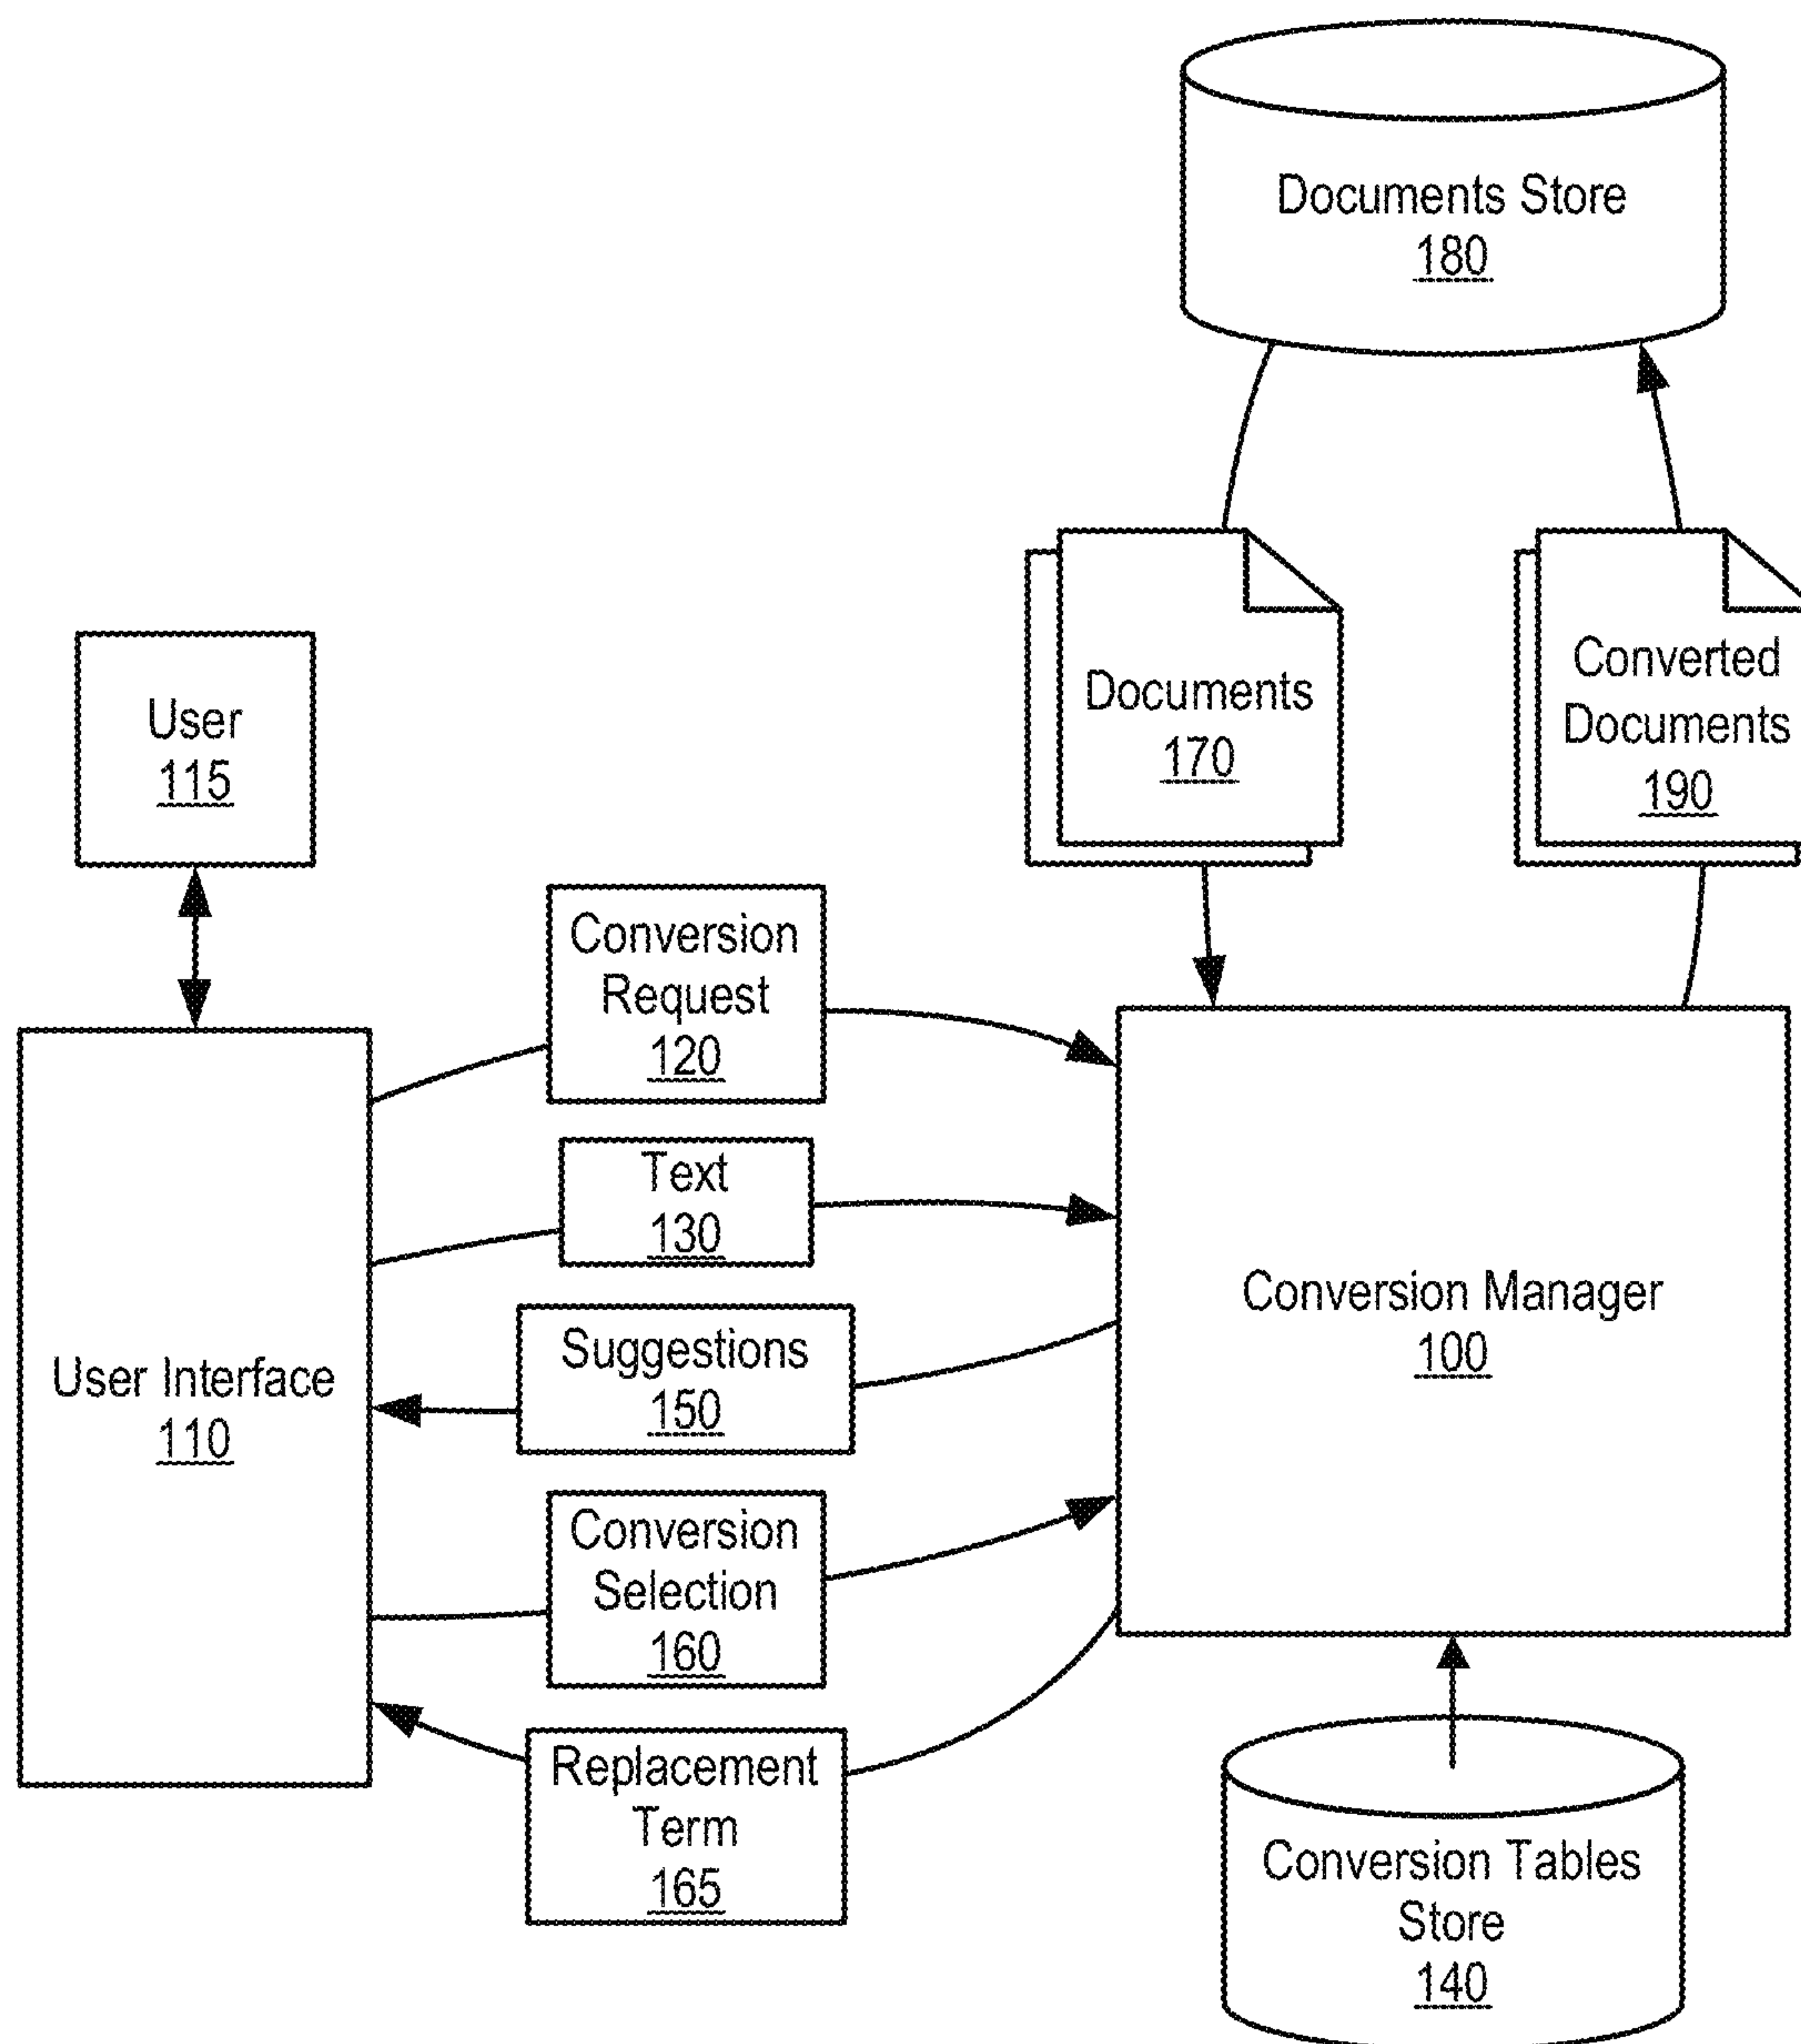 Documents Store
180
Documents
170
Converted
Documents
190
User
115
Conversion
Request
120
Text
130
Suggestions
150
Conversion
Selection
160
Replacement
Term
165
User Interface
110
Conversion Manager
100
Conversion Tables
Store
140